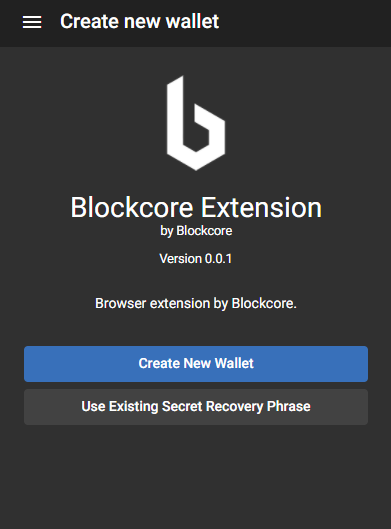 Create new wallet
Blockcore Extension
by Blockcore
Version 0.0.1
Browser extension by Blockcore.
Create New Wallet
Use Existing Secret Recovery Phrase